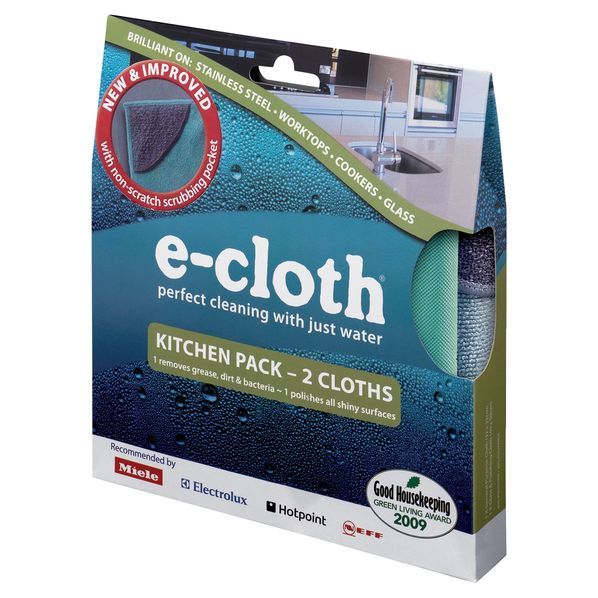 BRILLIANT ON: STAINLESS STEEL • WORKTOPS • COOKERS • GLASS
NEW & IMPROVED
with non-scratch scrubbing pocket
e-cloth®
perfect cleaning with just water
KITCHEN PACK – 2 CLOTHS
1 removes grease, dirt & bacteria ~ 1 polishes all shiny surfaces
Recommended by
Miele
Electrolux
Hotpoint
NEFF
Good Housekeeping
GREEN LIVING AWARD
2009